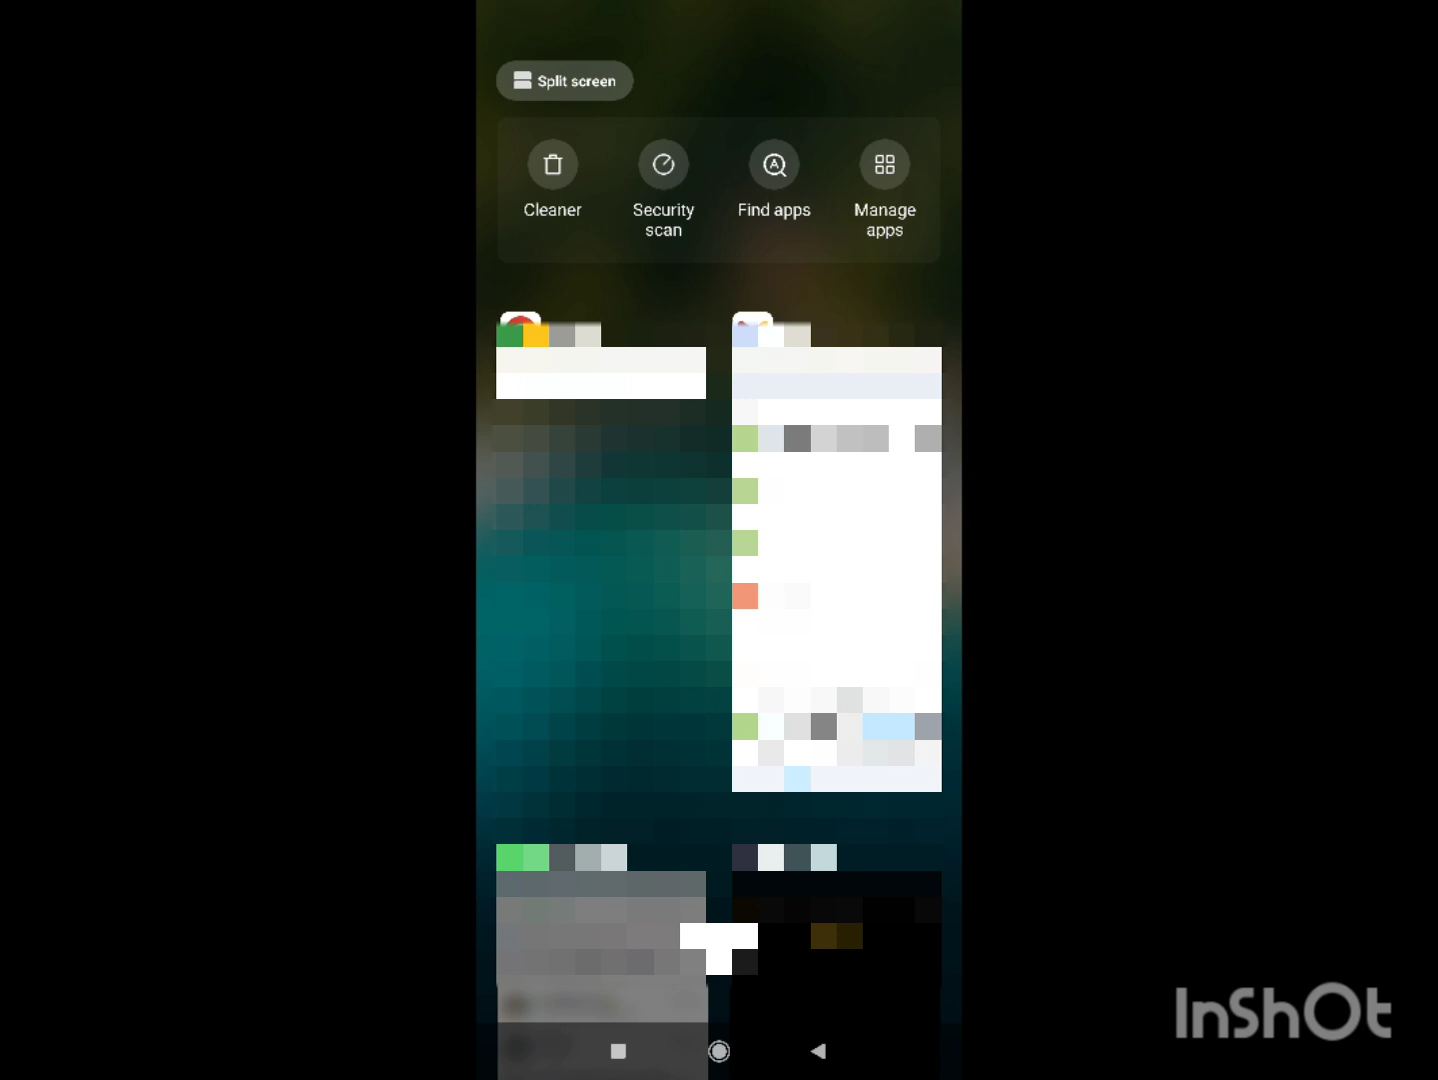 Split screen
Cleaner
Security
scan
Find apps
Manage
apps
InShOt